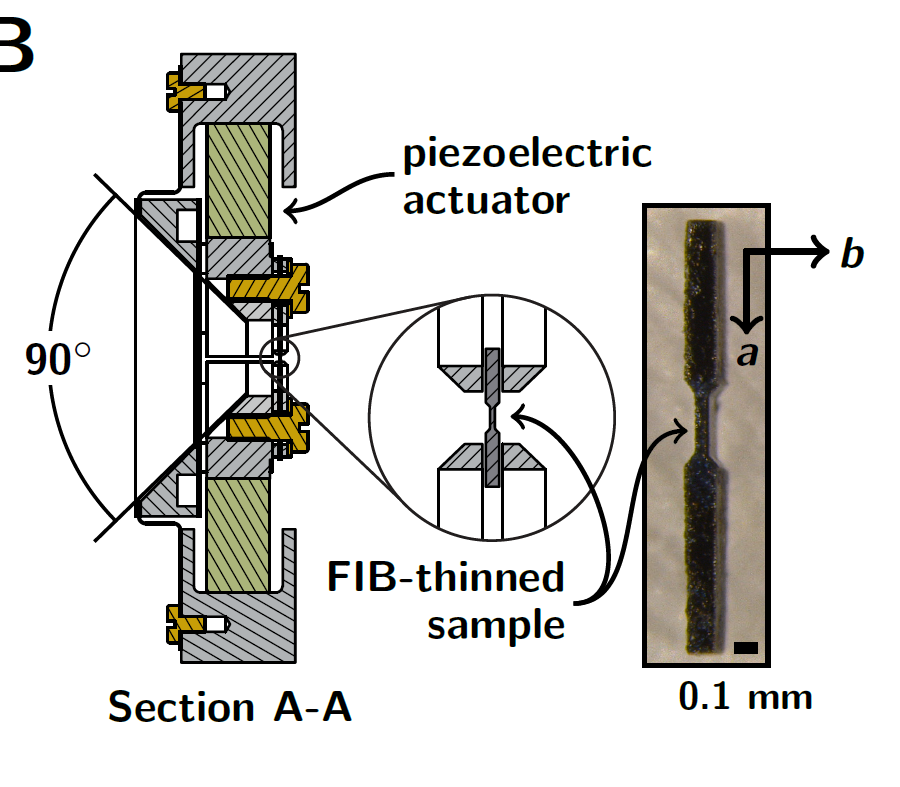 B
piezoelectric
actuator
b
a
90°
FIB-thinned
sample
0.1 mm
Section A-A